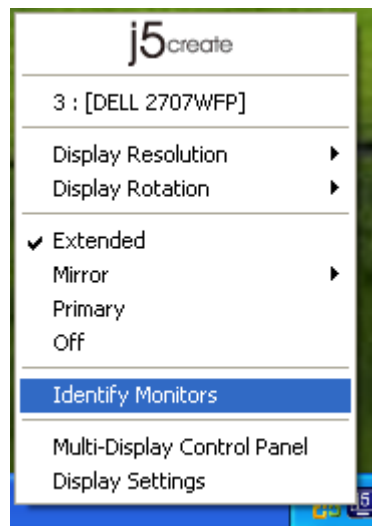 j5create
3 : [DELL 2707WFP]
Display Resolution
Display Rotation
Extended
Mirror
Primary
Off
Identify Monitors
Multi-Display Control Panel
Display Settings